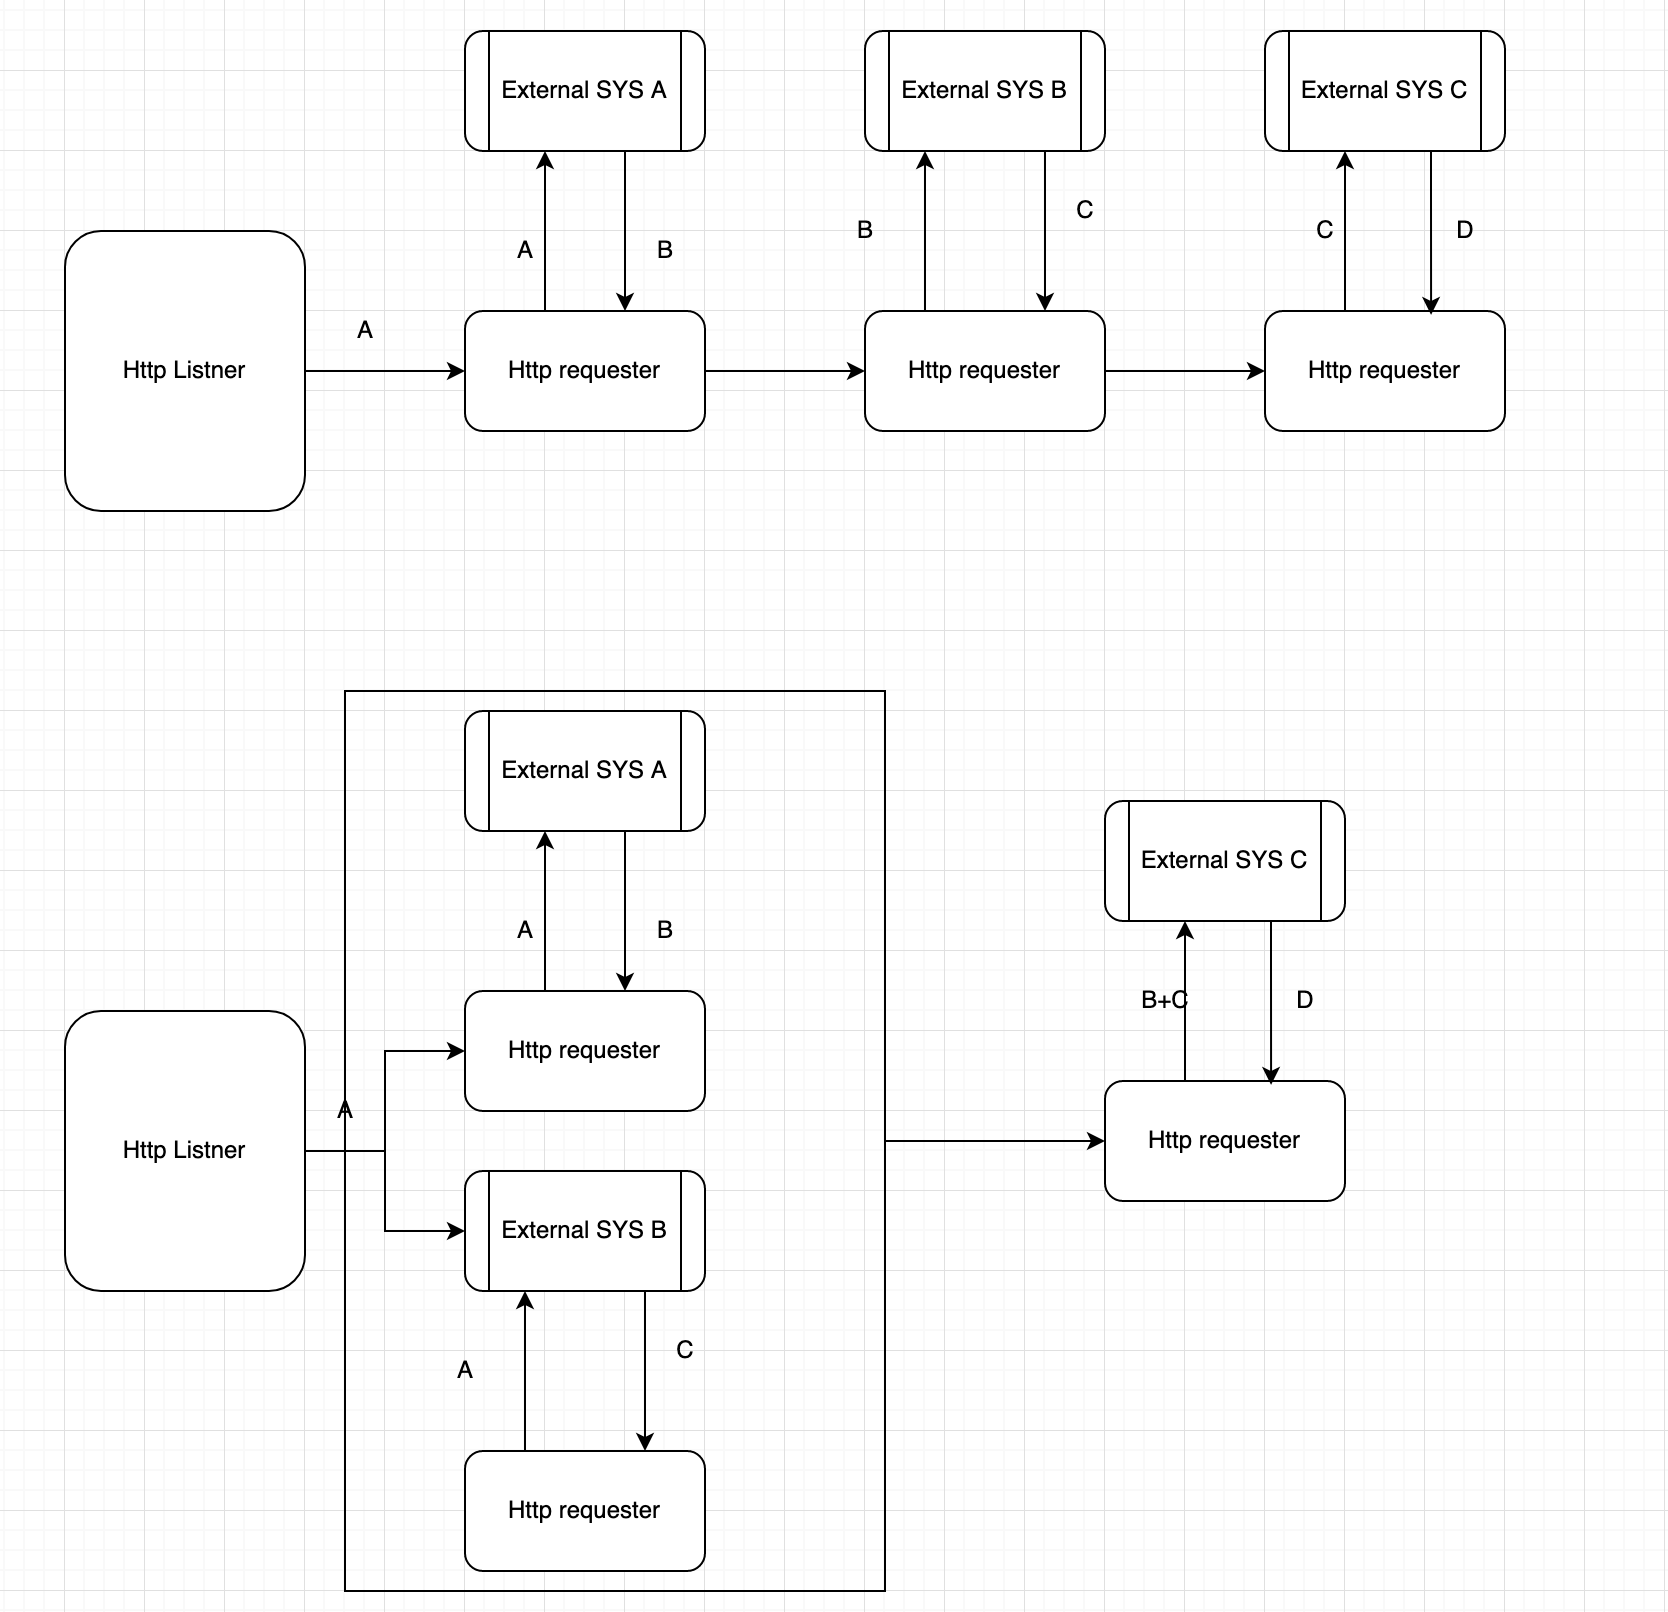 External SYS A
External SYS B
External SYS C
A
B
B
C
C
D
A
Http Listner
Http requester
Http requester
Http requester
External SYS A
A
B
Http requester
A
Http Listner
External SYS B
A
C
Http requester
External SYS C
B+C
D
Http requester